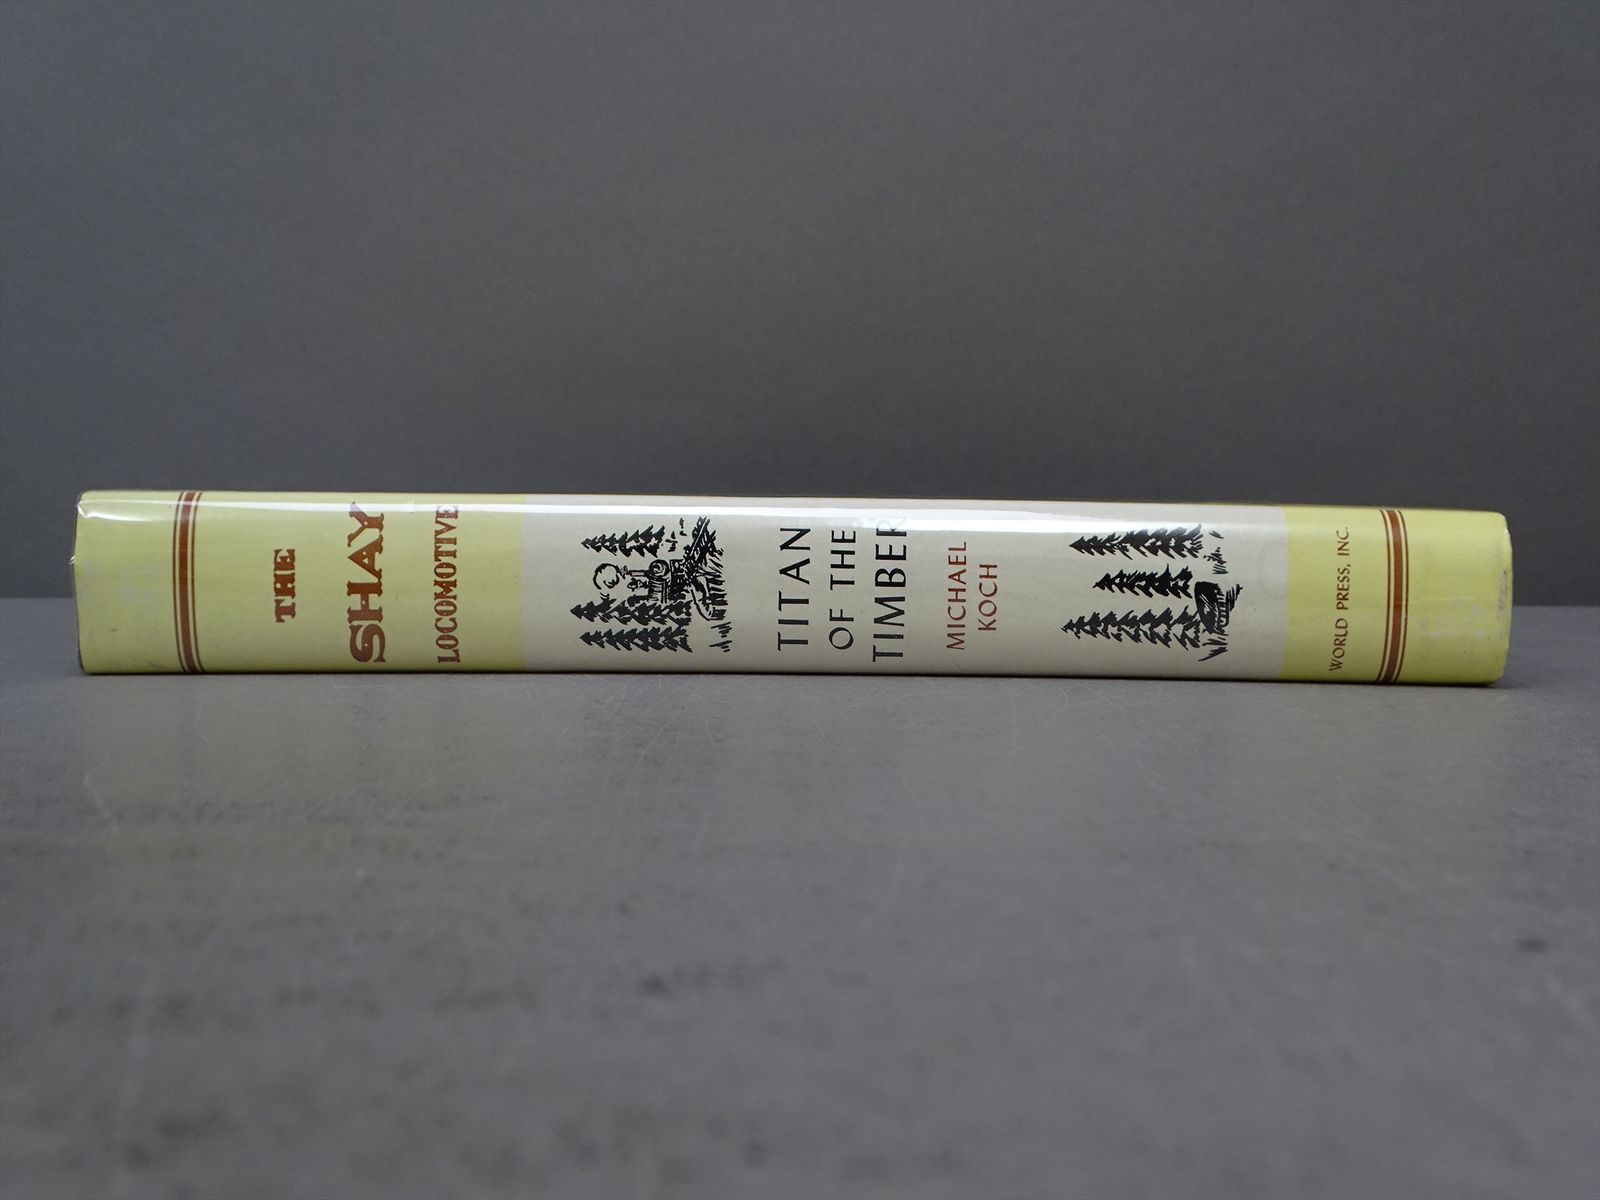 THE
SHAY
LOCOMOTIVE
TITAN
OF THE
TIMBER
MICHAEL
KOCH
WORLD PRESS, INC.